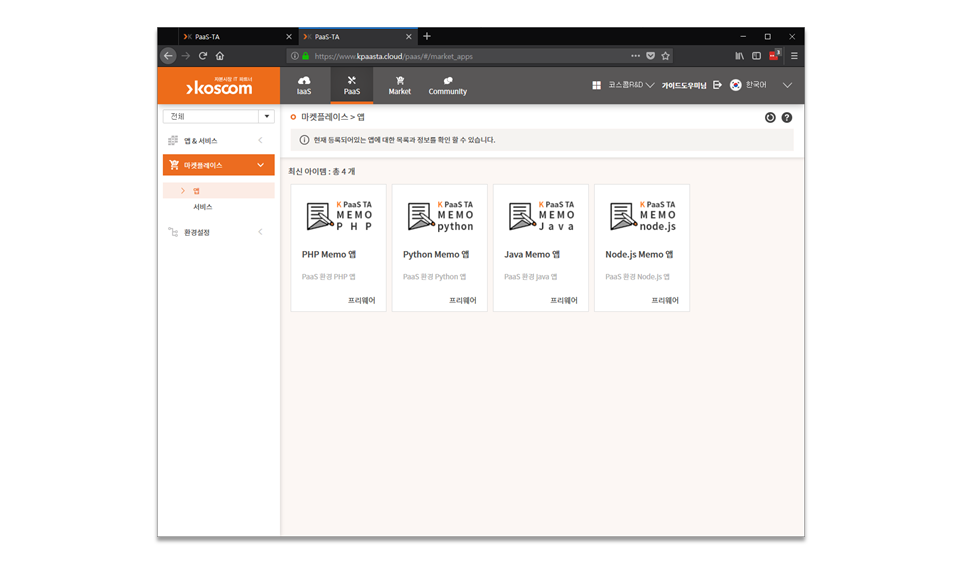 PaaS-TA
PaaS-TA
https://www.kpaasta.cloud/paas/#/market_apps
자본시장 IT 파트너
koscom
IaaS
PaaS
Market
Community
코스콤R&D
가이드도우미님
한국어
전체
앱 & 서비스
마켓플레이스
앱
서비스
환경설정
마켓플레이스 > 앱
현재 등록되어있는 앱에 대한 목록과 정보를 확인 할 수 있습니다.
최신 아이템 : 총 4 개
K PaaS TA
MEMO
PHP
PHP Memo 앱
PaaS 환경 PHP 앱
프리웨어
K PaaS TA
MEMO
python
Python Memo 앱
PaaS 환경 Python 앱
프리웨어
K PaaS TA
MEMO
Java
Java Memo 앱
PaaS 환경 Java 앱
프리웨어
K PaaS TA
MEMO
node.js
Node.js Memo 앱
PaaS 환경 Node.js 앱
프리웨어